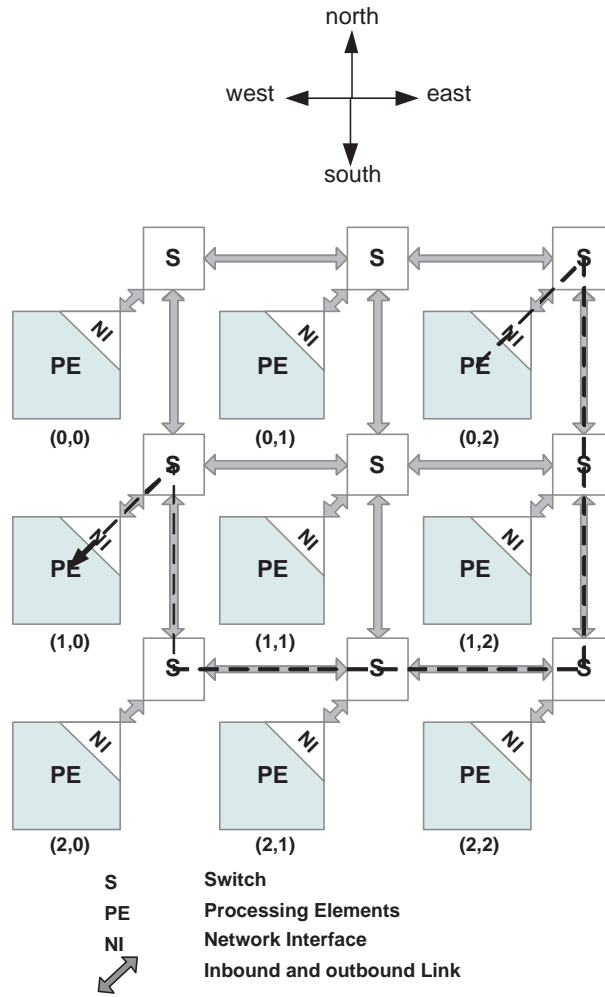 north
west east
south
S S S
NI NI NI
PE PE PE
(0,0) (0,1) (0,2)
S S S
NI NI NI
PE PE PE
(1,0) (1,1) (1,2)
S S S
NI NI NI
PE PE PE
(2,0) (2,1) (2,2)
S Switch
PE Processing Elements
NI Network Interface
Inbound and outbound Link